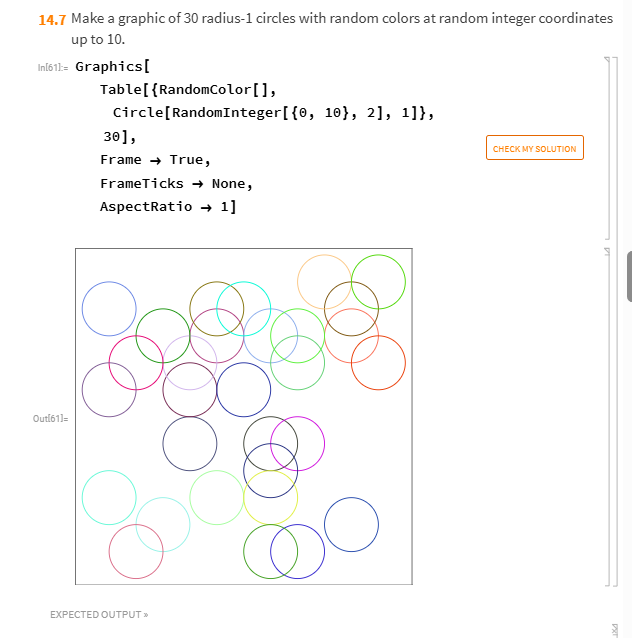 14.7 Make a graphic of 30 radius-1 circles with random colors at random integer coordinates
up to 10.
In[61]:= Graphics[
Table[{RandomColor[],
Circle[RandomInteger[{0, 10}, 2], 1]},
30],
Frame → True,
FrameTicks → None,
AspectRatio → 1]
CHECK MY SOLUTION
Out[61]=
EXPECTED OUTPUT »